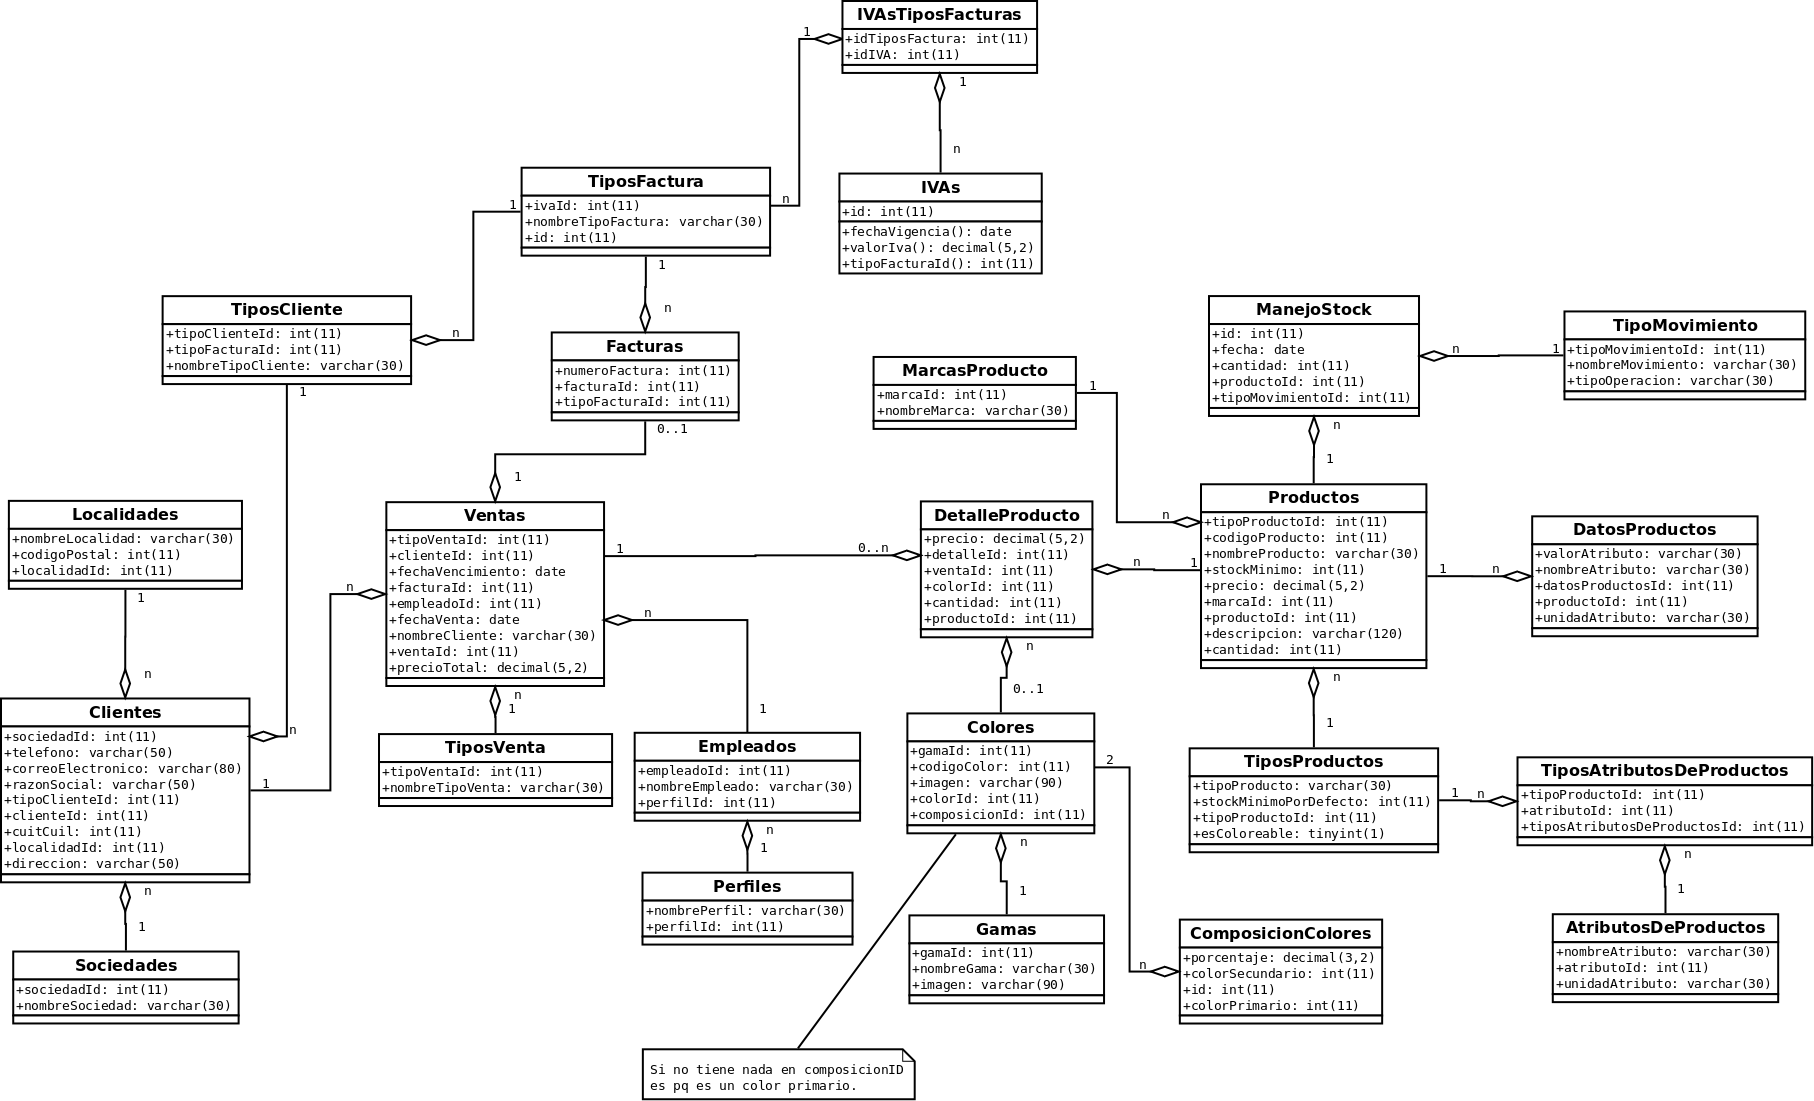 IVAsTiposFacturas
+idTiposFactura: int(11)
+idIVA: int(11)
1
1
n
n
TiposFactura
+ivaId: int(11)
+nombreTipoFactura: varchar(30)
+id: int(11)
1
1
n
IVAs
+id: int(11)
+fechaVigencia(): date
+valorIva(): decimal(5,2)
+tipoFacturaId(): int(11)
TiposCliente
+tipoClienteId: int(11)
+tipoFacturaId: int(11)
+nombreTipoCliente: varchar(30)
n
1
Facturas
+numeroFactura: int(11)
+facturaId: int(11)
+tipoFacturaId: int(11)
0..1
1
MarcasProducto
+marcaId: int(11)
+nombreMarca: varchar(30)
1
n
ManejoStock
+id: int(11)
+fecha: date
+cantidad: int(11)
+productoId: int(11)
+tipoMovimientoId: int(11)
n
1
n
1
TipoMovimiento
+tipoMovimientoId: int(11)
+nombreMovimiento: varchar(30)
+tipoOperacion: varchar(30)
Localidades
+nombreLocalidad: varchar(30)
+codigoPostal: int(11)
+localidadId: int(11)
1
n
Ventas
+tipoVentaId: int(11)
+clienteId: int(11)
+fechaVencimiento: date
+facturaId: int(11)
+empleadoId: int(11)
+fechaVenta: date
+nombreCliente: varchar(30)
+ventaId: int(11)
+precioTotal: decimal(5,2)
n
1
0..n
n
n
1
1
DetalleProducto
+precio: decimal(5,2)
+detalleId: int(11)
+ventaId: int(11)
+colorId: int(11)
+cantidad: int(11)
+productoId: int(11)
n
1
n
0..1
Productos
+tipoProductoId: int(11)
+codigoProducto: int(11)
+nombreProducto: varchar(30)
+stockMinimo: int(11)
+precio: decimal(5,2)
+marcaId: int(11)
+productoId: int(11)
+descripcion: varchar(120)
+cantidad: int(11)
1
n
n
1
DatosProductos
+valorAtributo: varchar(30)
+nombreAtributo: varchar(30)
+datosProductosId: int(11)
+productoId: int(11)
+unidadAtributo: varchar(30)
Clientes
+sociedadId: int(11)
+telefono: varchar(50)
+correoElectronico: varchar(80)
+razonSocial: varchar(50)
+tipoClienteId: int(11)
+clienteId: int(11)
+cuitCuil: int(11)
+localidadId: int(11)
+direccion: varchar(50)
n
1
n
1
TiposVenta
+tipoVentaId: int(11)
+nombreTipoVenta: varchar(30)
Empleados
+empleadoId: int(11)
+nombreEmpleado: varchar(30)
+perfilId: int(11)
n
1
Colores
+gamaId: int(11)
+codigoColor: int(11)
+imagen: varchar(90)
+colorId: int(11)
+composicionId: int(11)
2
n
n
1
TiposProductos
+tipoProducto: varchar(30)
+stockMinimoPorDefecto: int(11)
+tipoProductoId: int(11)
+esColoreable: tinyint(1)
1
n
TiposAtributosDeProductos
+tipoProductoId: int(11)
+atributoId: int(11)
+tiposAtributosDeProductosId: int(11)
n
1
Sociedades
+sociedadId: int(11)
+nombreSociedad: varchar(30)
Perfiles
+nombrePerfil: varchar(30)
+perfilId: int(11)
Gamas
+gamaId: int(11)
+nombreGama: varchar(30)
+imagen: varchar(90)
ComposicionColores
+porcentaje: decimal(3,2)
+colorSecundario: int(11)
+id: int(11)
+colorPrimario: int(11)
AtributosDeProductos
+nombreAtributo: varchar(30)
+atributoId: int(11)
+unidadAtributo: varchar(30)
Si no tiene nada en composicionID
es pq es un color primario.